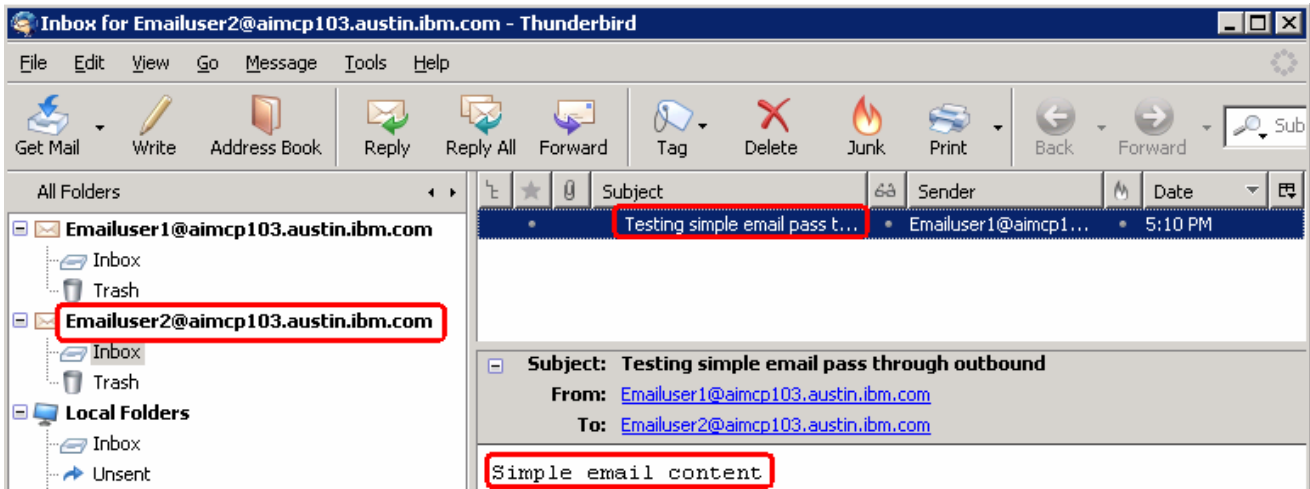 Inbox for Emailuser2@aimcp103.austin.ibm.com - Thunderbird
File Edit View Go Message Tools Help
Get Mail Write Address Book Reply Reply All Forward Tag Delete Junk Print Back Forward Sub
All Folders
Subject Sender Date
Emailuser1@aimcp103.austin.ibm.com
Testing simple email pass t... Emailuser1@aimcp1... 5:10 PM
Inbox
Trash
Emailuser2@aimcp103.austin.ibm.com
Inbox
Trash
Local Folders
Inbox
Unsent
Subject: Testing simple email pass through outbound
From: Emailuser1@aimcp103.austin.ibm.com
To: Emailuser2@aimcp103.austin.ibm.com
Simple email content